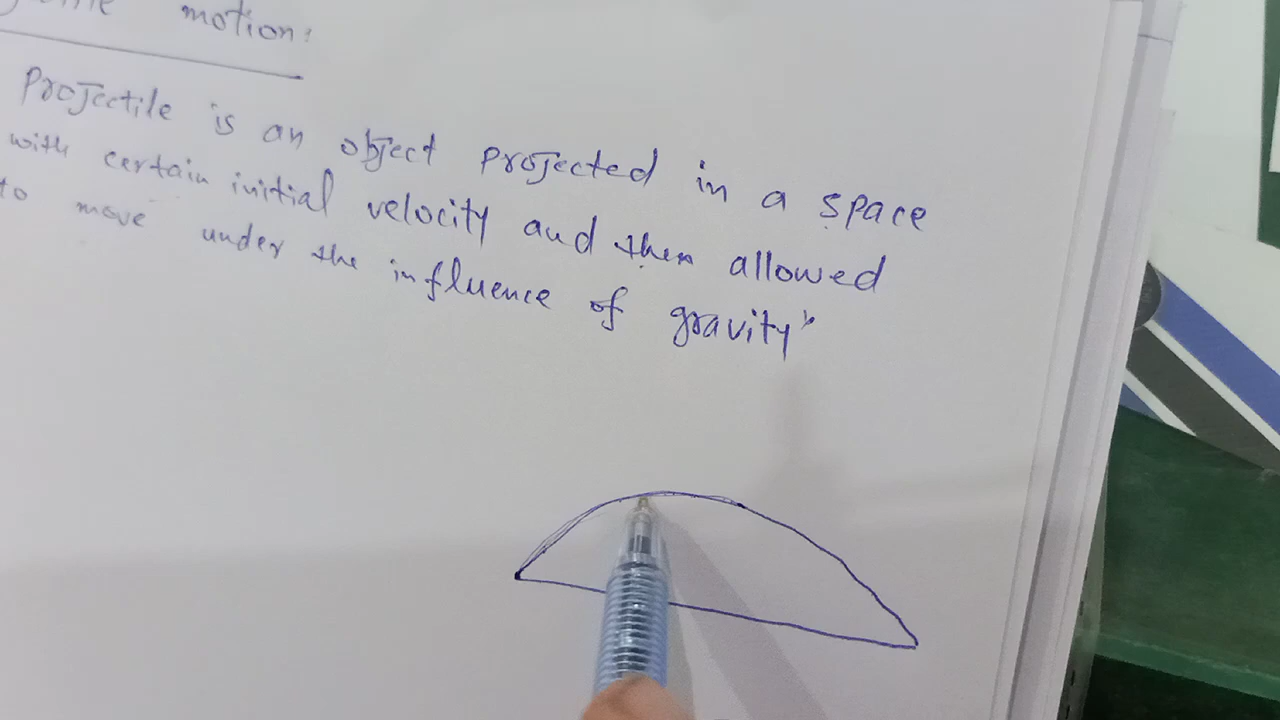 motion:
Projectile is an object projected in a space
with certain initial velocity and then allowed
to move under the influence of gravity"